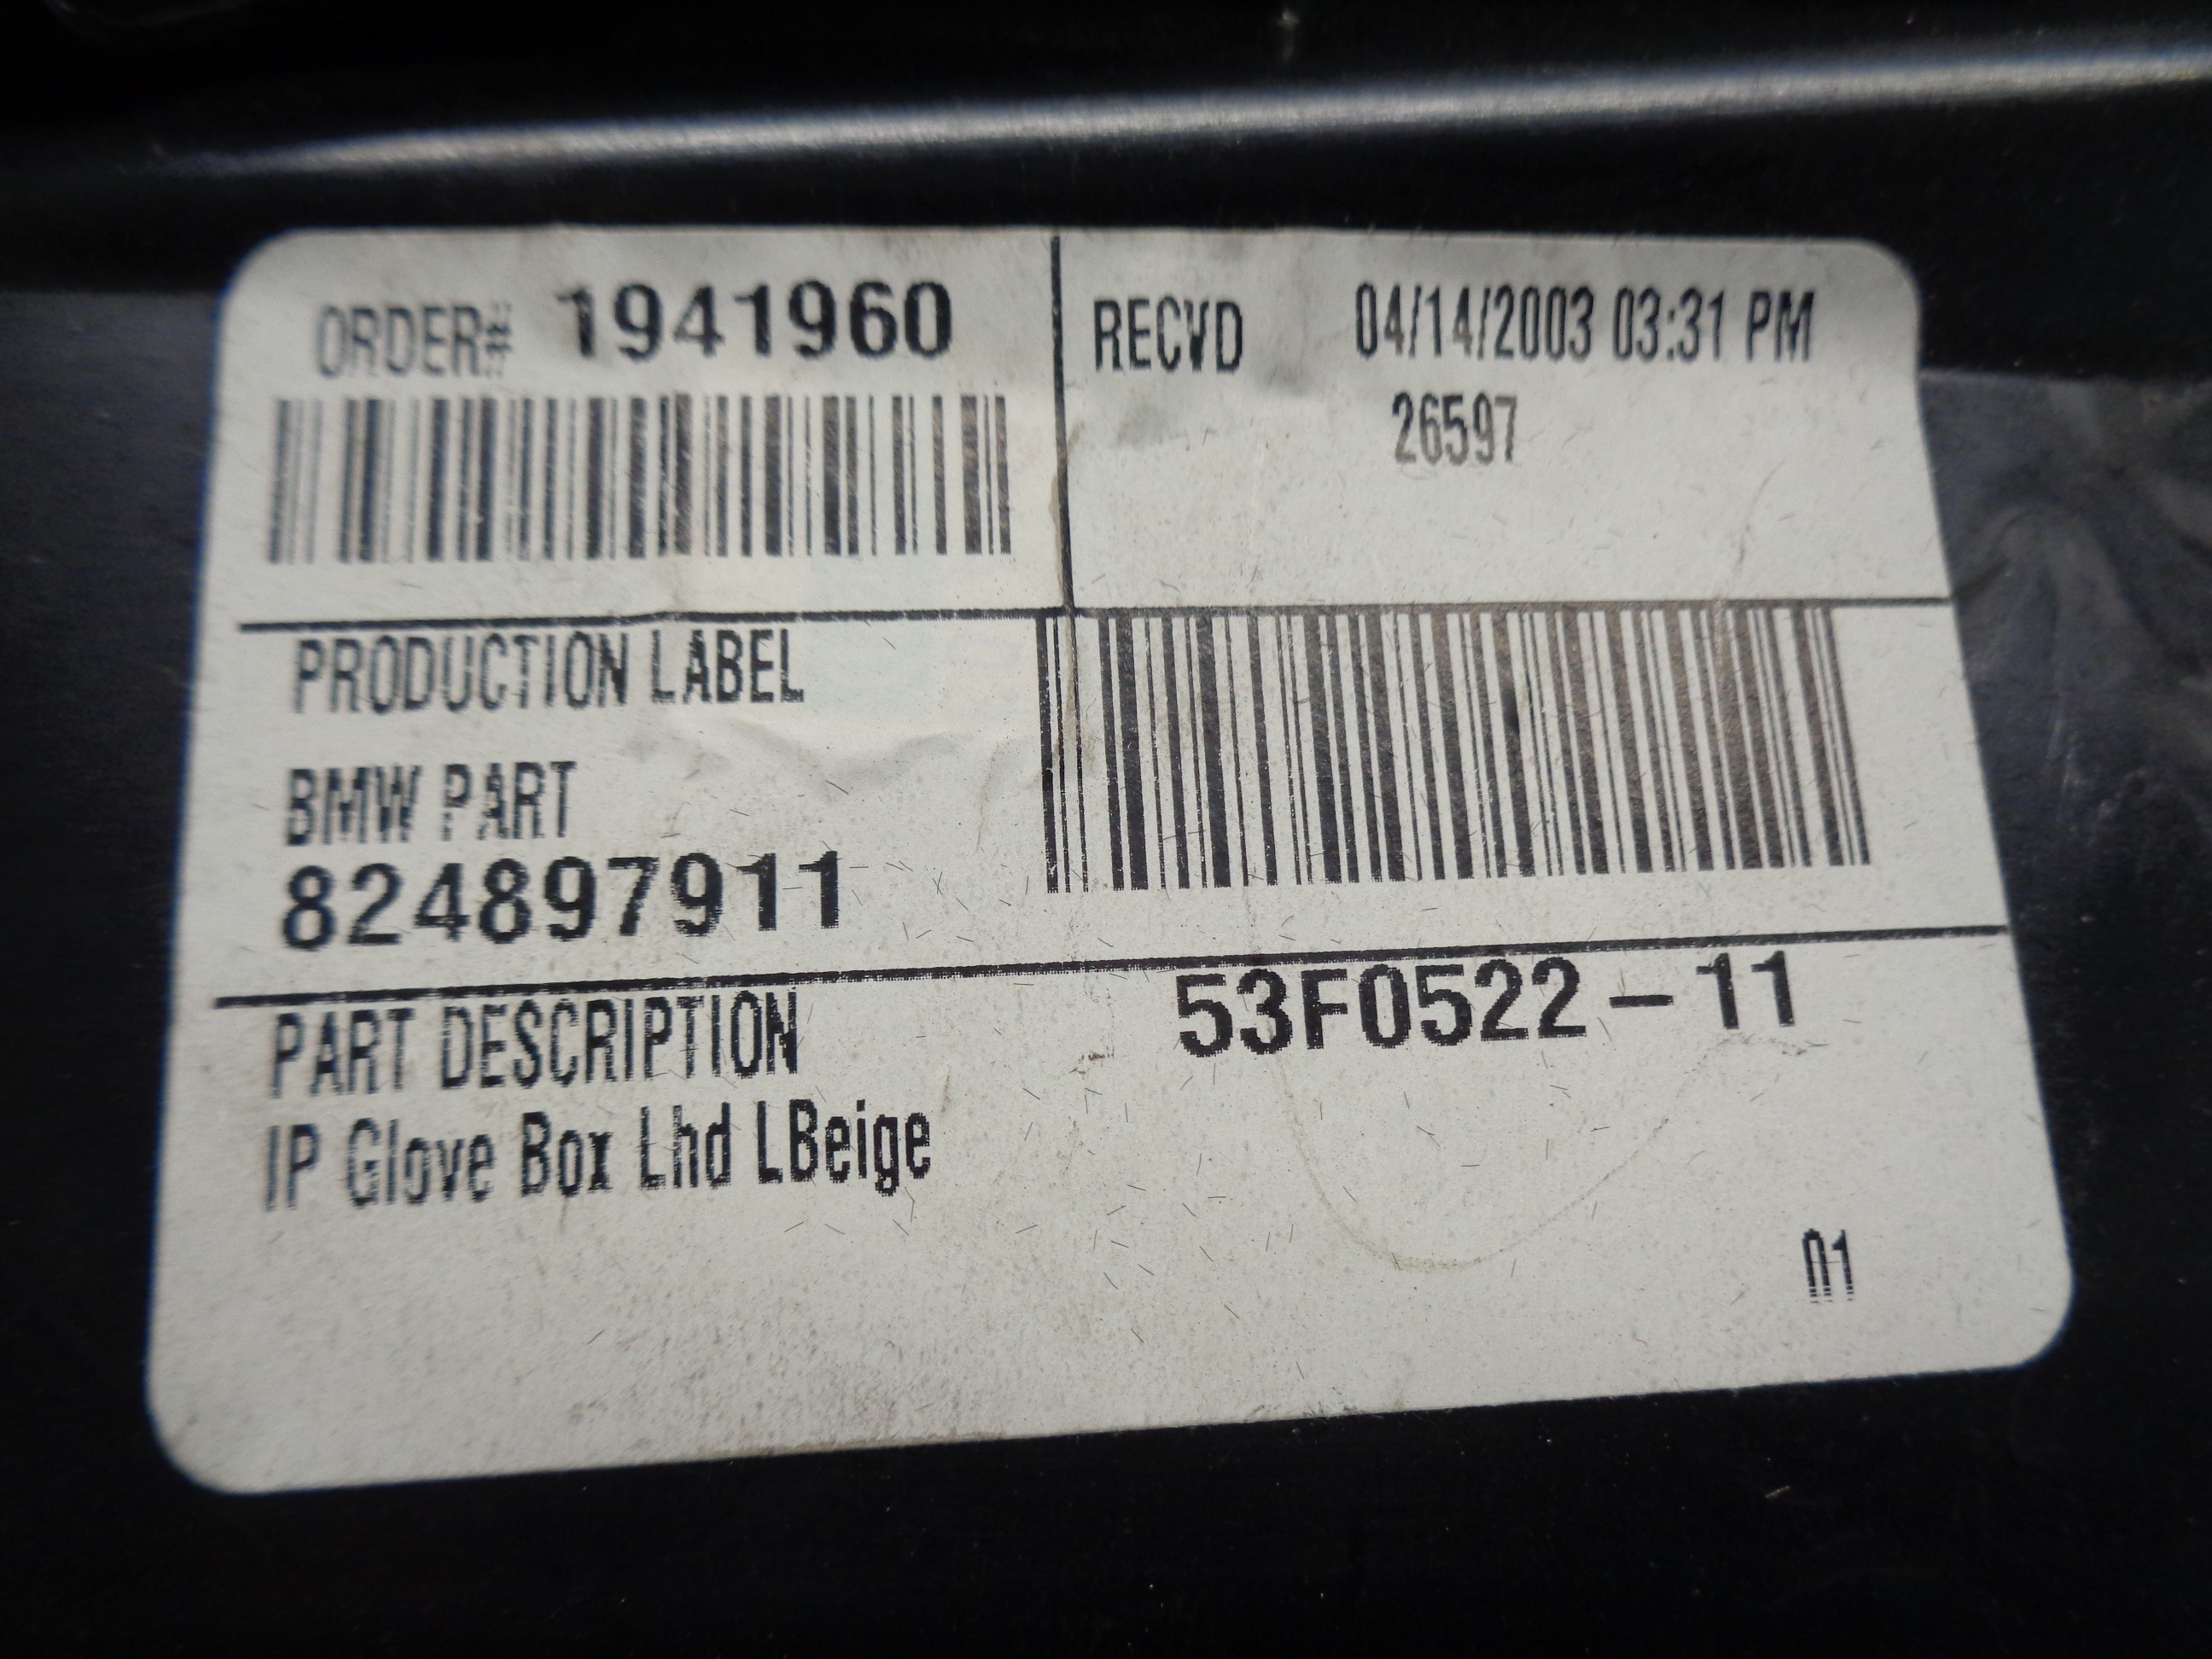 ORDER# 1941960
RECVD 04/14/2003 03:31 PM
26597
PRODUCTION LABEL
BMW PART
824897911
53F0522-11
PART DESCRIPTION
IP Glove Box Lhd LBeige
01